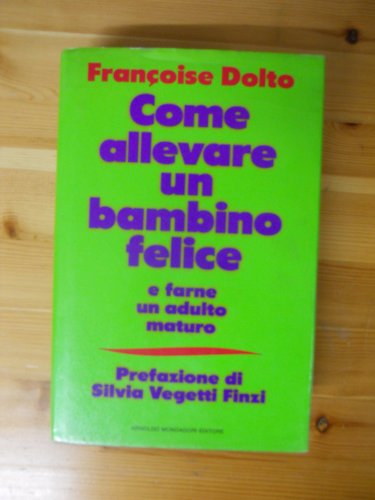 Françoise Dolto
Come
allevare
un
bambino
felice
e farne
un adulto
maturo
Prefazione di
Silvia Vegetti Finzi
ARNOLDO MONDADORI EDITORE